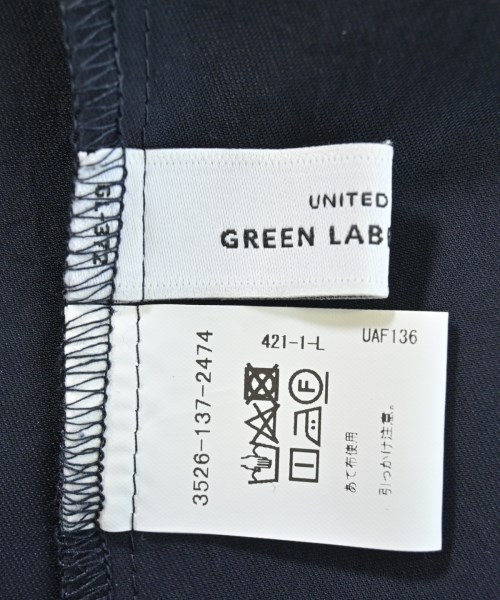 GL-372
UNITED
GREEN LAB
421-1-L
UAF136
3526-137-2474
F
あて布使用
引っかけ注意。